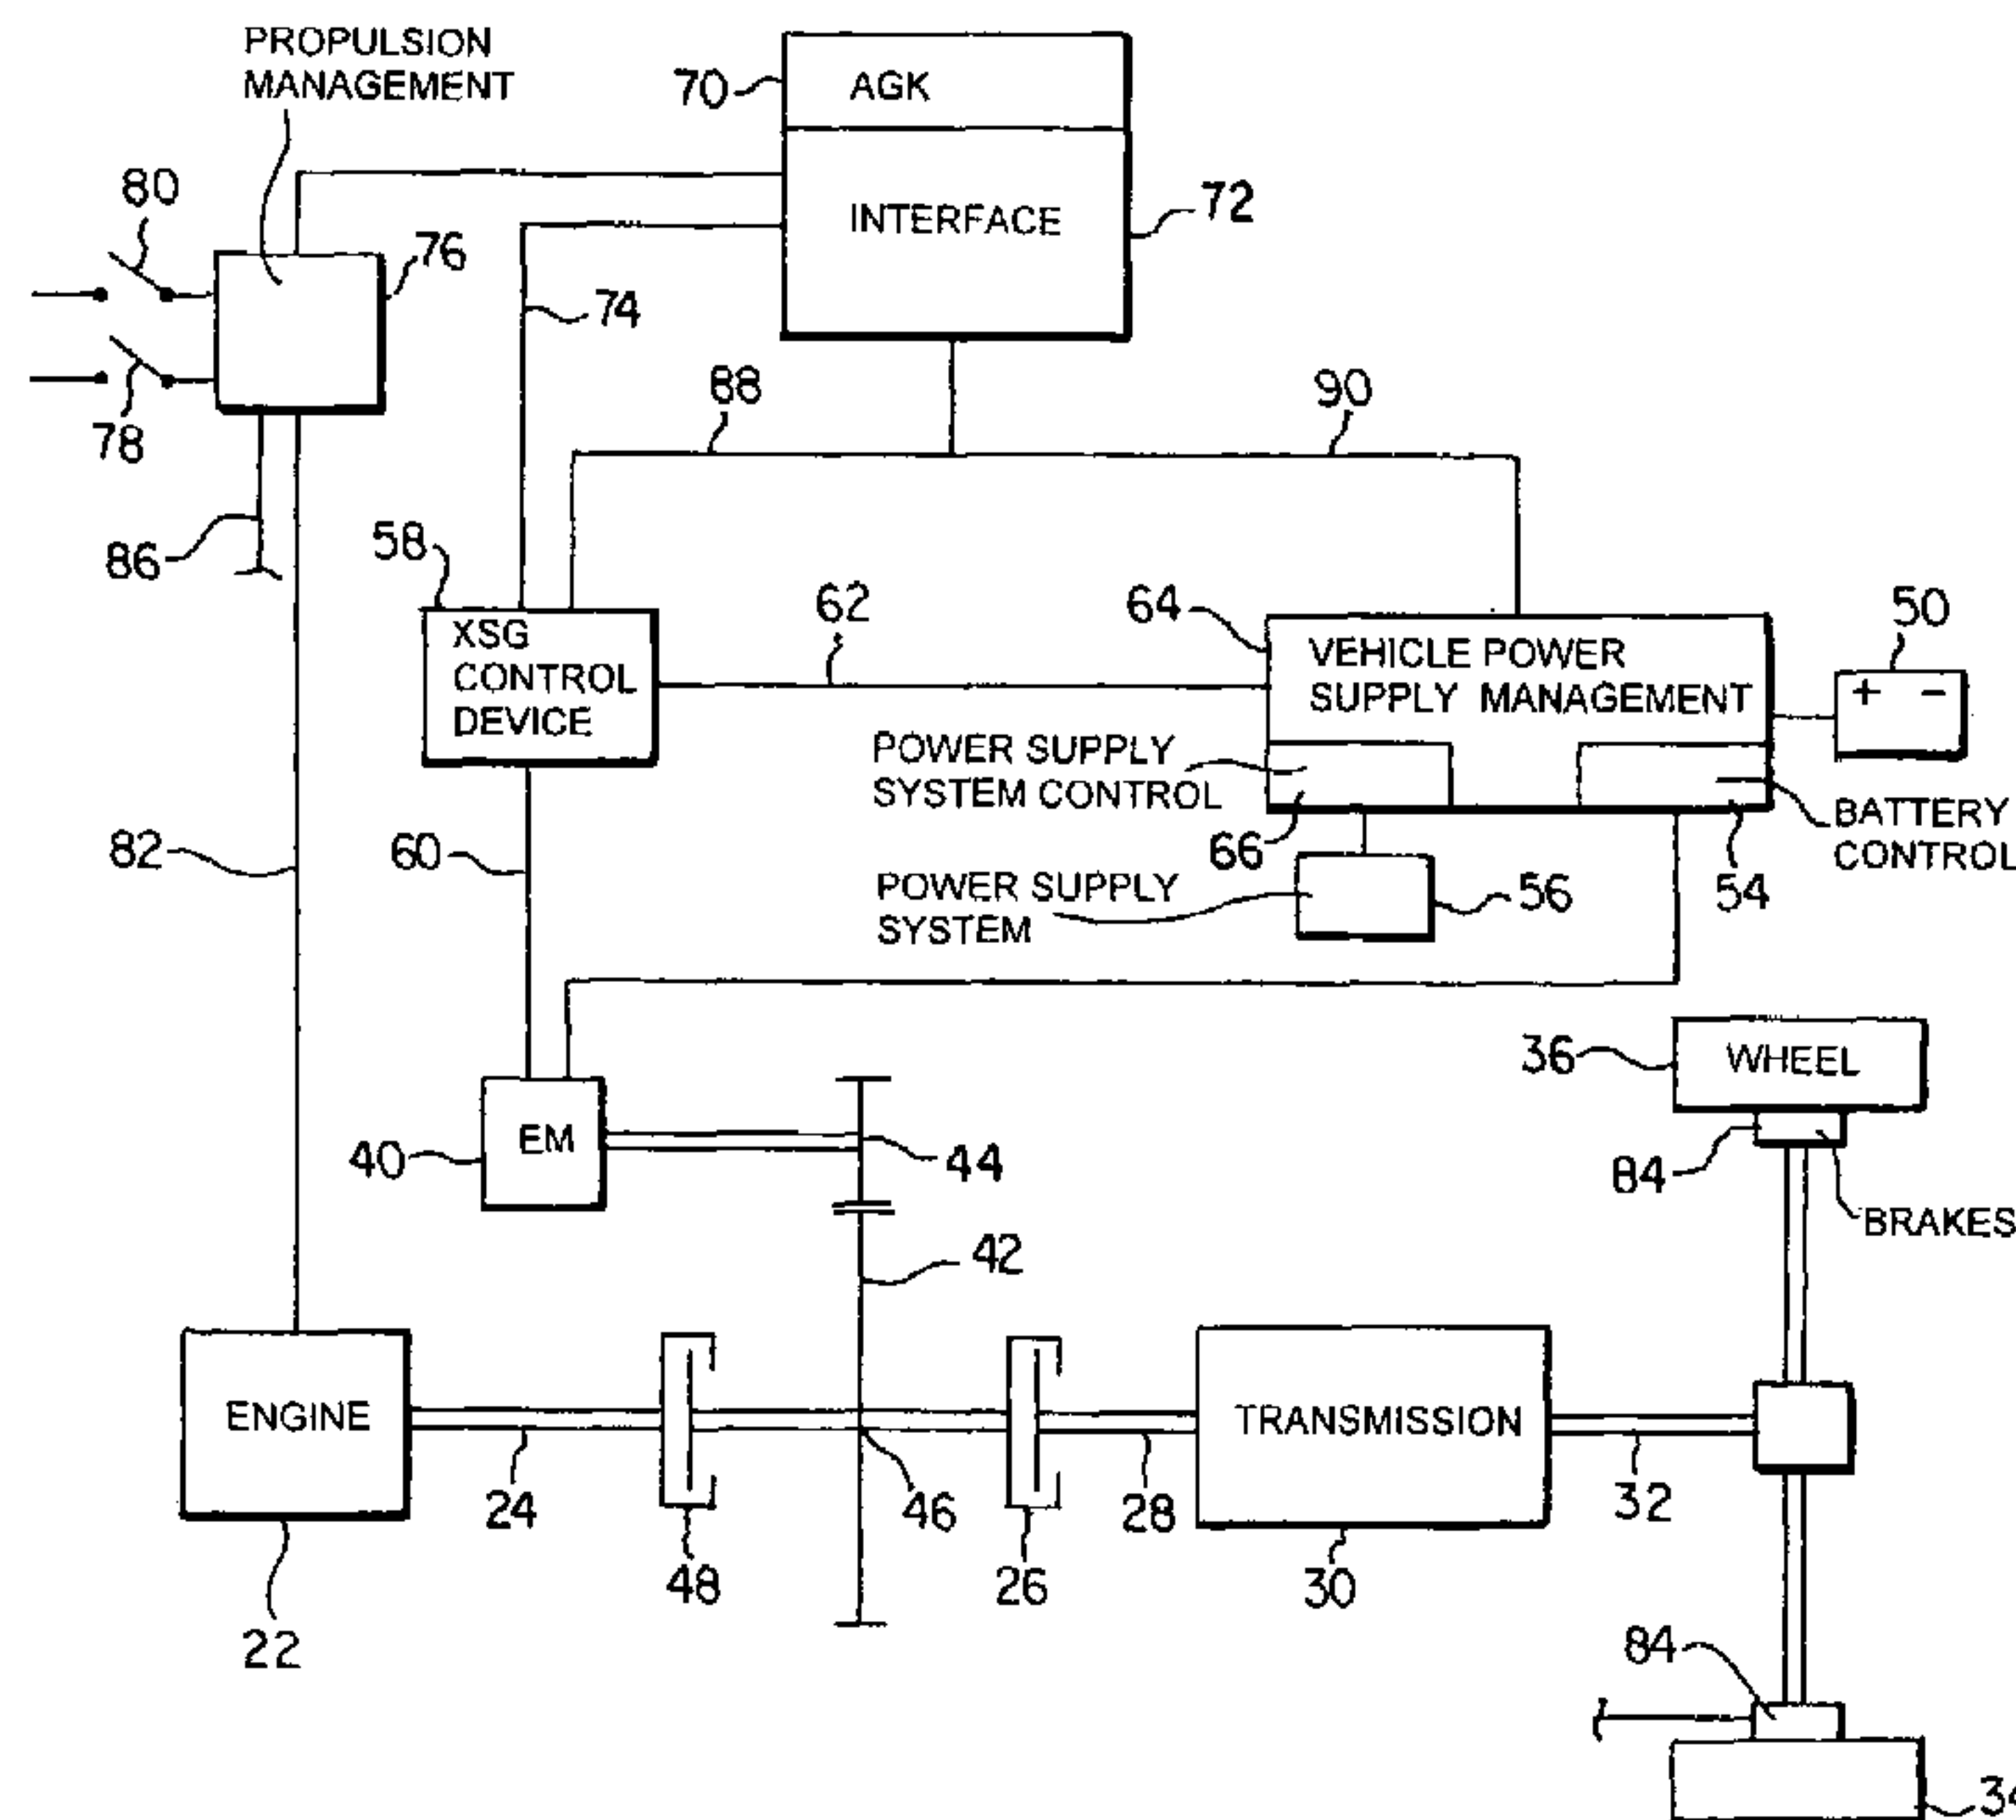 PROPULSION
MANAGEMENT
70
AGK
80
76
INTERFACE
72
74
78
88
90
86
58
XSG
CONTROL
DEVICE
62
64
VEHICLE POWER
SUPPLY MANAGEMENT
50
+ -
POWER SUPPLY
SYSTEM CONTROL
66
BATTERY
CONTROL
54
82
60
POWER SUPPLY
SYSTEM
56
36
WHEEL
40
EM
44
84
BRAKES
42
ENGINE
TRANSMISSION
24
46
28
32
48
26
30
22
84